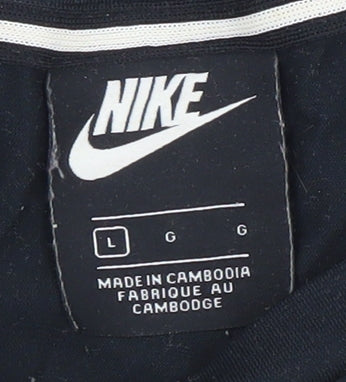 NIKE
L G G
MADE IN CAMBODIA
FABRIQUE AU
CAMBODGE